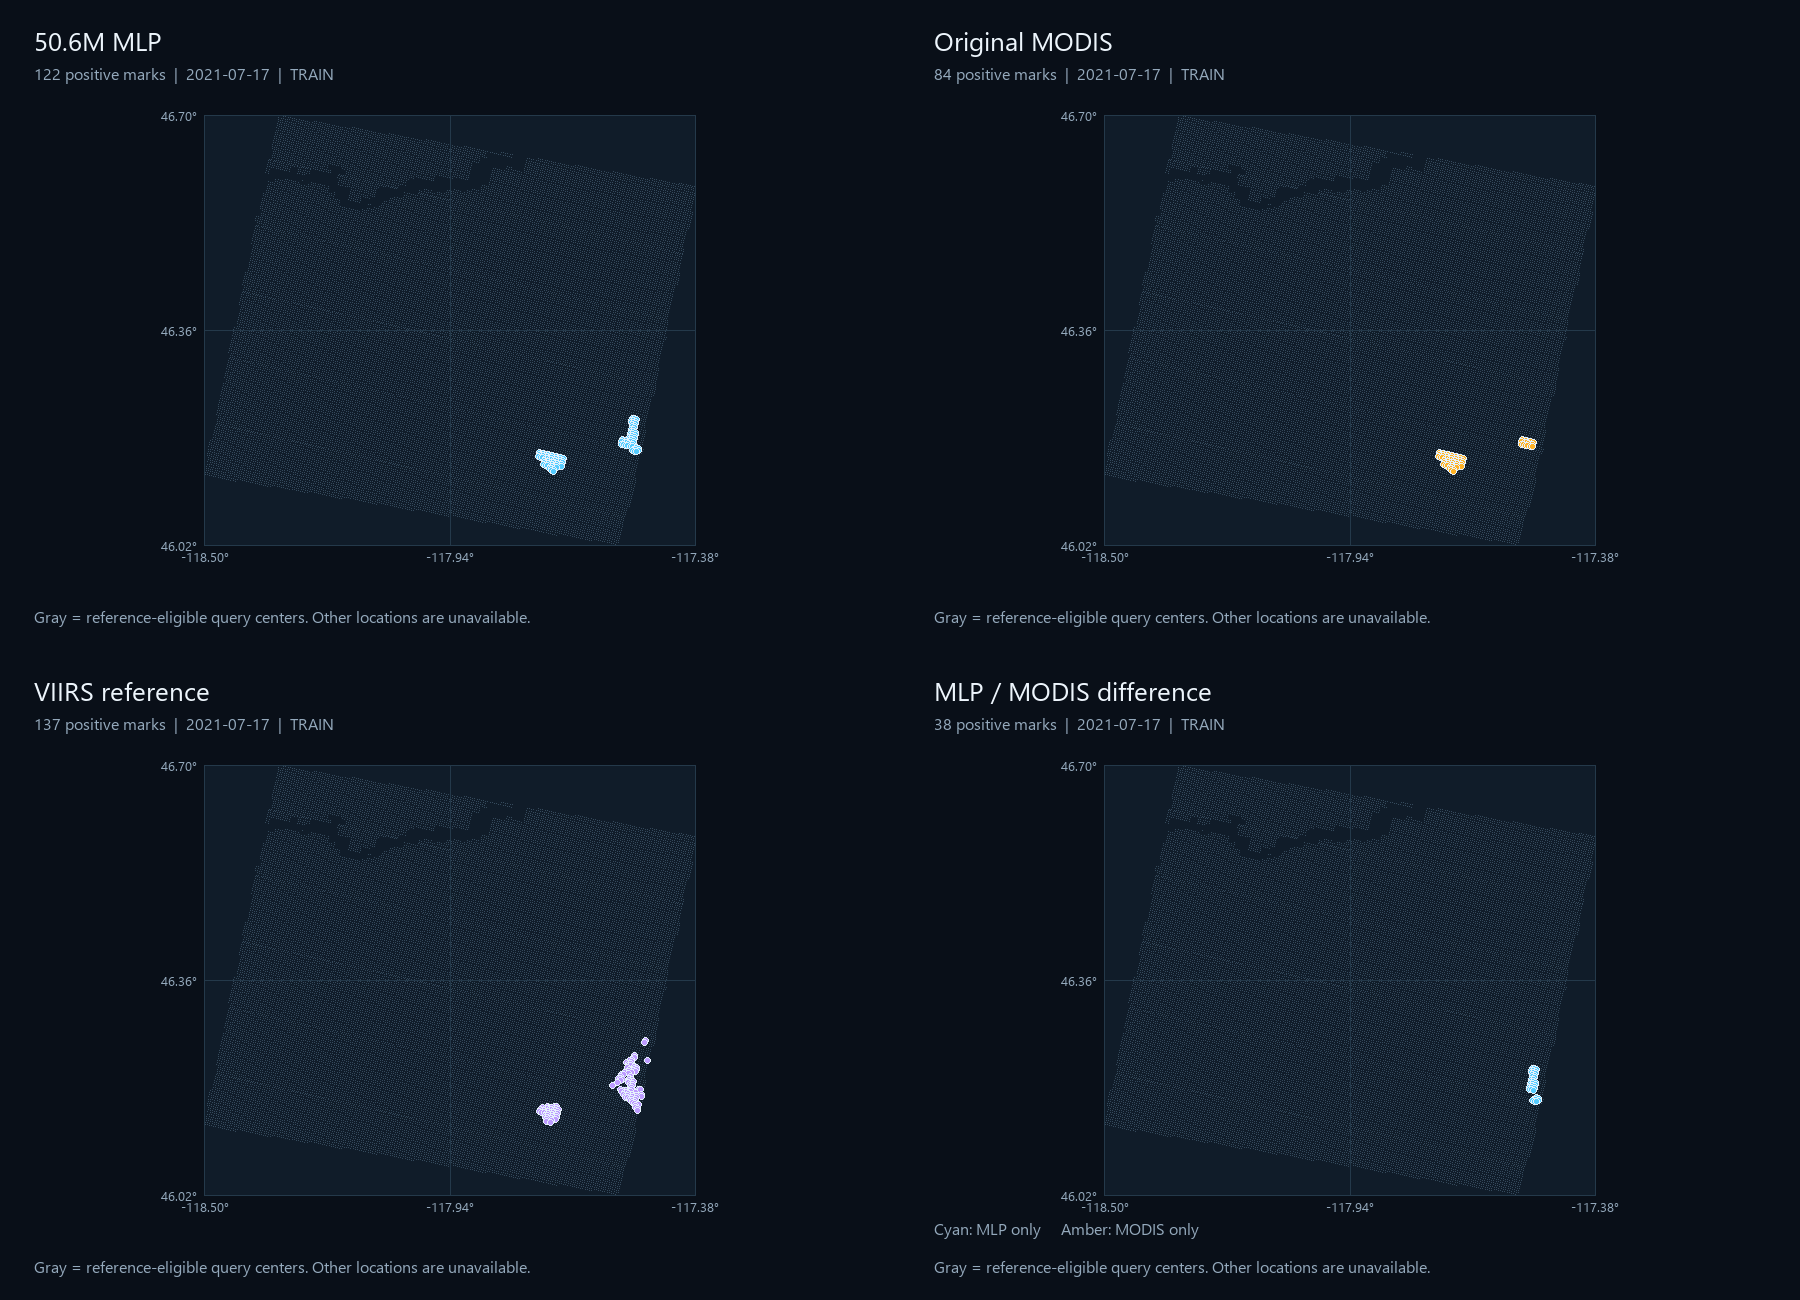 50.6M MLP
122 positive marks | 2021-07-17 | TRAIN
46.70°
46.36°
46.02°
-118.50°
-117.94°
-117.38°
Gray = reference-eligible query centers. Other locations are unavailable.
Original MODIS
84 positive marks | 2021-07-17 | TRAIN
46.70°
46.36°
46.02°
-118.50°
-117.94°
-117.38°
Gray = reference-eligible query centers. Other locations are unavailable.
VIIRS reference
137 positive marks | 2021-07-17 | TRAIN
46.70°
46.36°
46.02°
-118.50°
-117.94°
-117.38°
Gray = reference-eligible query centers. Other locations are unavailable.
MLP / MODIS difference
38 positive marks | 2021-07-17 | TRAIN
46.70°
46.36°
46.02°
-118.50°
-117.94°
-117.38°
Cyan: MLP only Amber: MODIS only
Gray = reference-eligible query centers. Other locations are unavailable.